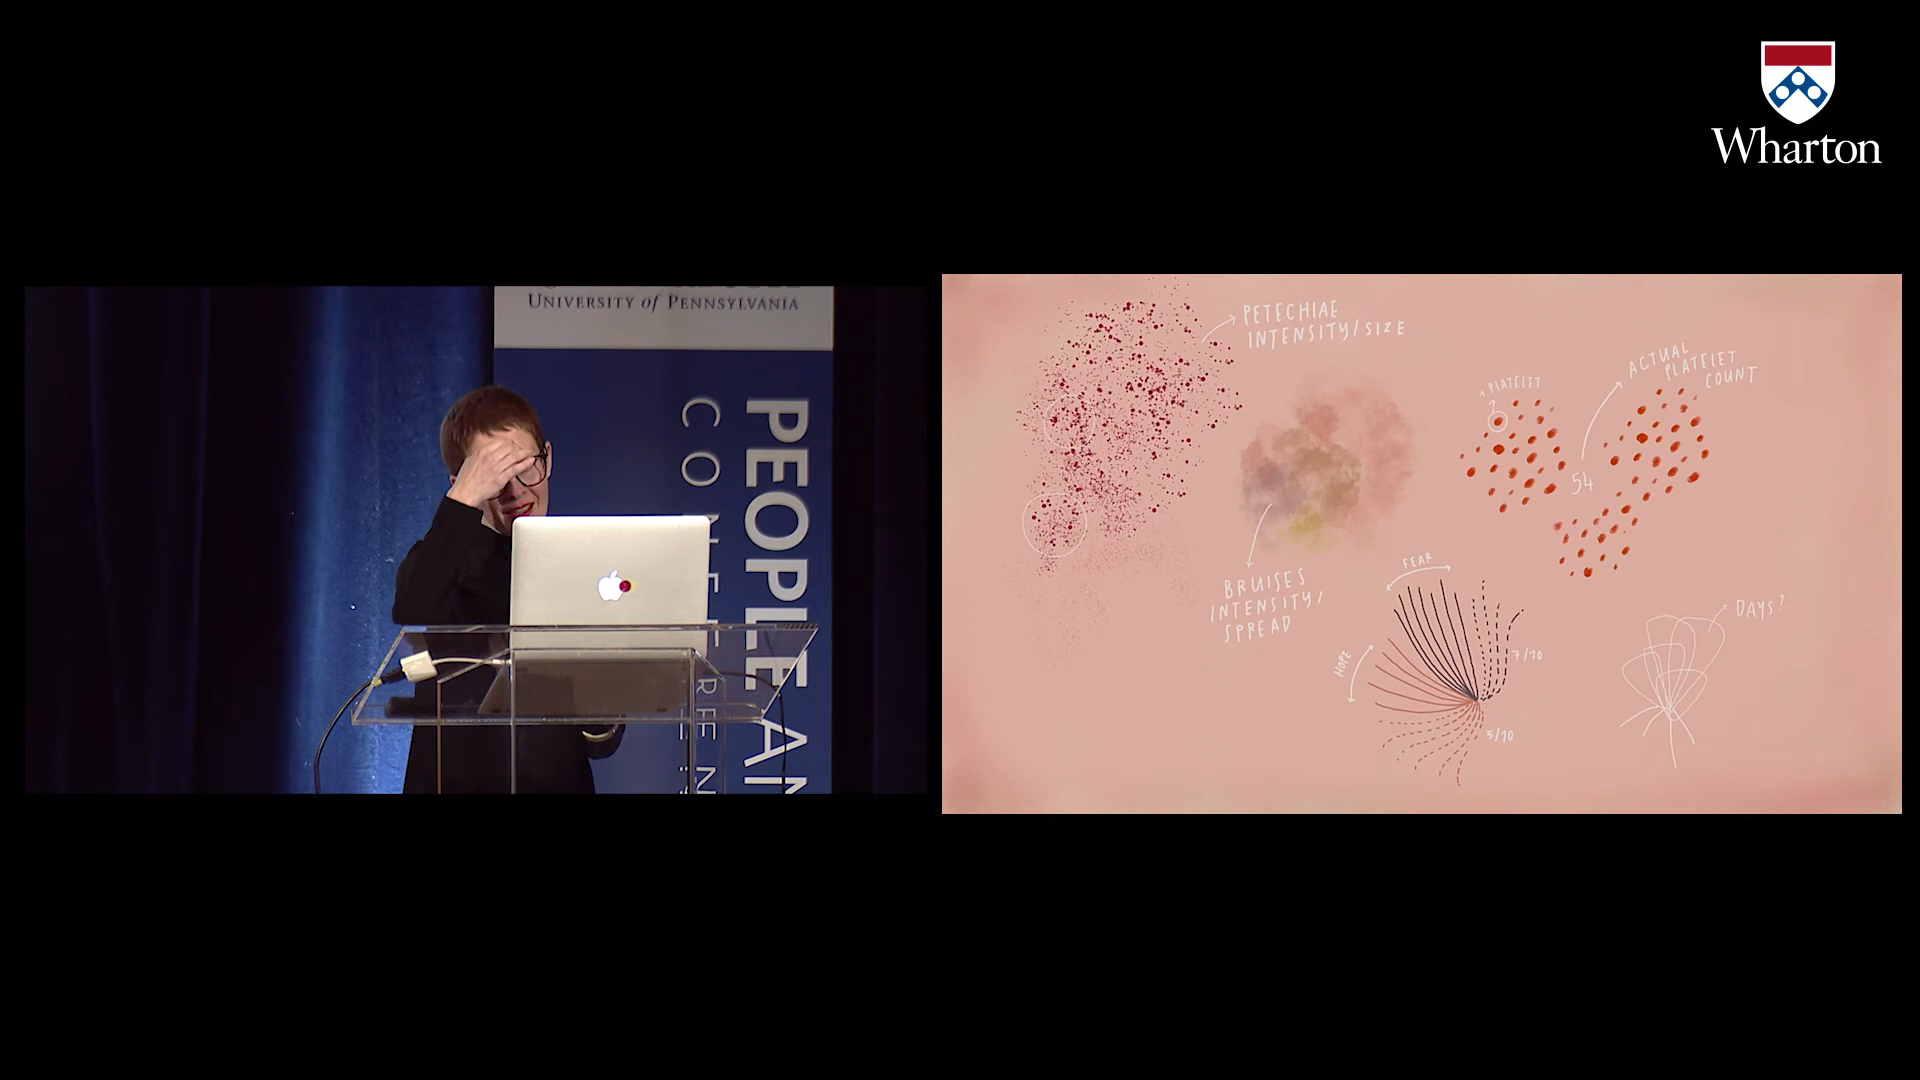 Wharton
UNIVERSITY of PENNSYLVANIA
PEOPLE AN
PETECHIAE
INTENSITY/SIZE
ACTUAL
PLATELET
COUNT
1 PLATELET
54
BRUISES
INTENSITY/
SPREAD
FEAR
HOPE
7/10
5/10
DAYS?